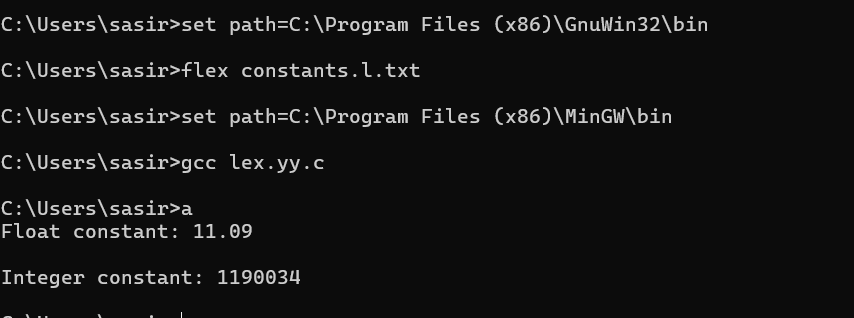 C:\Users\sasir>set path=C:\Program Files (x86)\GnuWin32\bin
C:\Users\sasir>flex constants.l.txt
C:\Users\sasir>set path=C:\Program Files (x86)\MinGW\bin
C:\Users\sasir>gcc lex.yy.c
C:\Users\sasir>a
Float constant: 11.09
Integer constant: 1190034